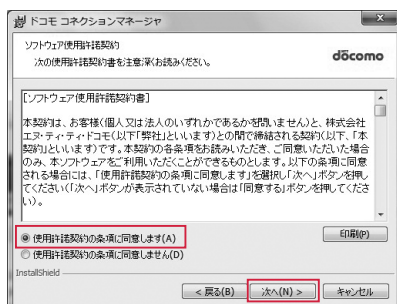 ドコモ コネクションマネージャ
ソフトウェア使用許諾契約
次の使用許諾契約書を注意深くお読みください。
döcomo
[ソフトウェア使用許諾契約書]
本契約は、お客様(個人又は法人のいずれかであるかを問いません)と、株式会社
エヌ・ティ・ティ・ドコモ(以下「弊社」といいます)との間で締結される契約(以下、「本
契約」といいます)です。本契約の各条項をお読みいただき、ご同意いただいた場合
のみ、本ソフトウェアをご利用いただくことができるものとします。以下の条項に同意
される場合には、「使用許諾契約の条項に同意します」を選択し「次へ」ボタンを押し
てください(「次へ」ボタンが表示されていない場合は「同意する」ボタンを押してくださ
い)。
使用許諾契約の条項に同意します(A)
印刷(P)
使用許諾契約の条項に同意しません(D)
InstallShield
< 戻る(B)
次へ(N) >
キャンセル